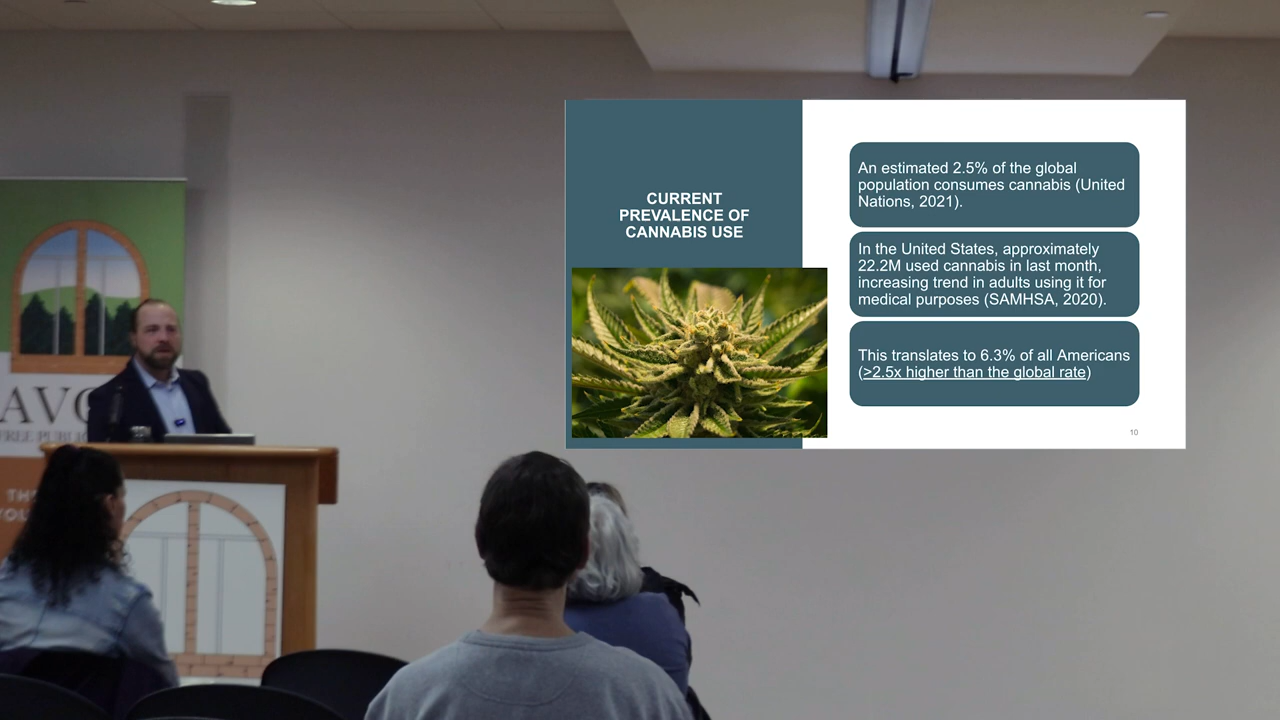 CURRENT
PREVALENCE OF
CANNABIS USE
An estimated 2.5% of the global
population consumes cannabis (United
Nations, 2021).
In the United States, approximately
22.2M used cannabis in last month,
increasing trend in adults using it for
medical purposes (SAMHSA, 2020).
This translates to 6.3% of all Americans
(>2.5x higher than the global rate)
10
FREE